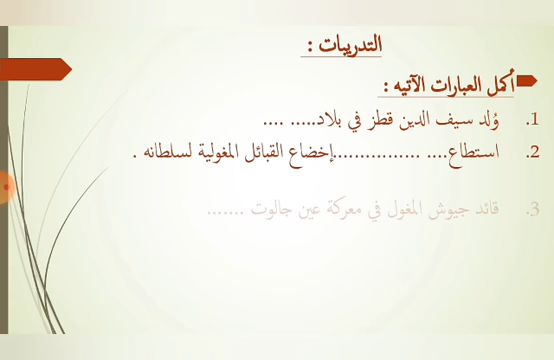 التدريبات :
أكمل العبارات الآتيه :
1. وُلد سيف الدين قطز في بلاد..... ....
2. استطاع.... ................إخضاع القبائل المغولية لسلطانه .
3. قائد جيوش المغول في معركة عين جالوت .......